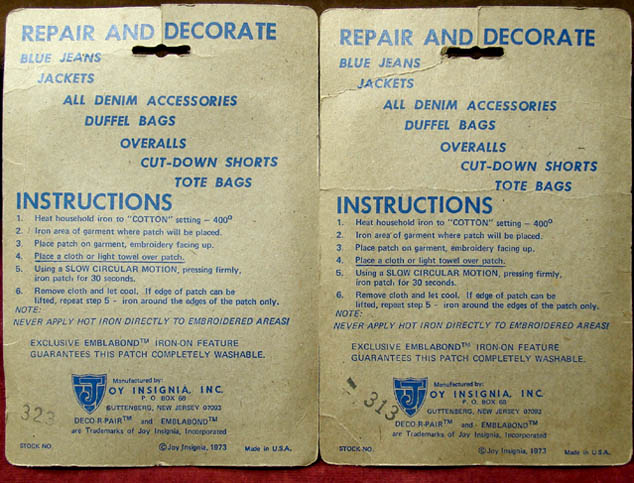 REPAIR AND DECORATE
BLUE JEANS
JACKETS
ALL DENIM ACCESSORIES
DUFFEL BAGS
OVERALLS
CUT-DOWN SHORTS
TOTE BAGS
INSTRUCTIONS
1. Heat household iron to "COTTON" setting – 400°
2. Iron area of garment where patch will be placed.
3. Place patch on garment, embroidery facing up.
4. Place a cloth or light towel over patch.
5. Using a SLOW CIRCULAR MOTION, pressing firmly,
iron patch for 30 seconds.
6. Remove cloth and let cool. If edge of patch can be
lifted, repeat step 5 - iron around the edges of the patch only.
NOTE:
NEVER APPLY HOT IRON DIRECTLY TO EMBROIDERED AREAS!
EXCLUSIVE EMBLABOND™ IRON-ON FEATURE
GUARANTEES THIS PATCH COMPLETELY WASHABLE.
Manufactured by:
JOY INSIGNIA, INC.
P. O. BOX 68
GUTTENBERG, NEW JERSEY 07093
323
DECO-R-PAIR™ and EMBLABOND™
are Trademarks of Joy Insignia, Incorporated
STOCK NO. ©Joy Insignia, 1973 Made in U.S.A.
REPAIR AND DECORATE
BLUE JEANS
JACKETS
ALL DENIM ACCESSORIES
DUFFEL BAGS
OVERALLS
CUT-DOWN SHORTS
TOTE BAGS
INSTRUCTIONS
1. Heat household iron to "COTTON" setting – 400°
2. Iron area of garment where patch will be placed.
3. Place patch on garment, embroidery facing up.
4. Place a cloth or light towel over patch.
5. Using a SLOW CIRCULAR MOTION, pressing firmly,
iron patch for 30 seconds.
6. Remove cloth and let cool. If edge of patch can be
lifted, repeat step 5 - iron around the edges of the patch only.
NOTE:
NEVER APPLY HOT IRON DIRECTLY TO EMBROIDERED AREAS!
EXCLUSIVE EMBLABOND™ IRON-ON FEATURE
GUARANTEES THIS PATCH COMPLETELY WASHABLE.
Manufactured by:
JOY INSIGNIA, INC.
P. O. BOX 68
GUTTENBERG, NEW JERSEY 07093
313
DECO-R-PAIR™ and EMBLABOND™
are Trademarks of Joy Insignia, Incorporated
STOCK NO. ©Joy Insignia, 1973 Made in U.S.A.